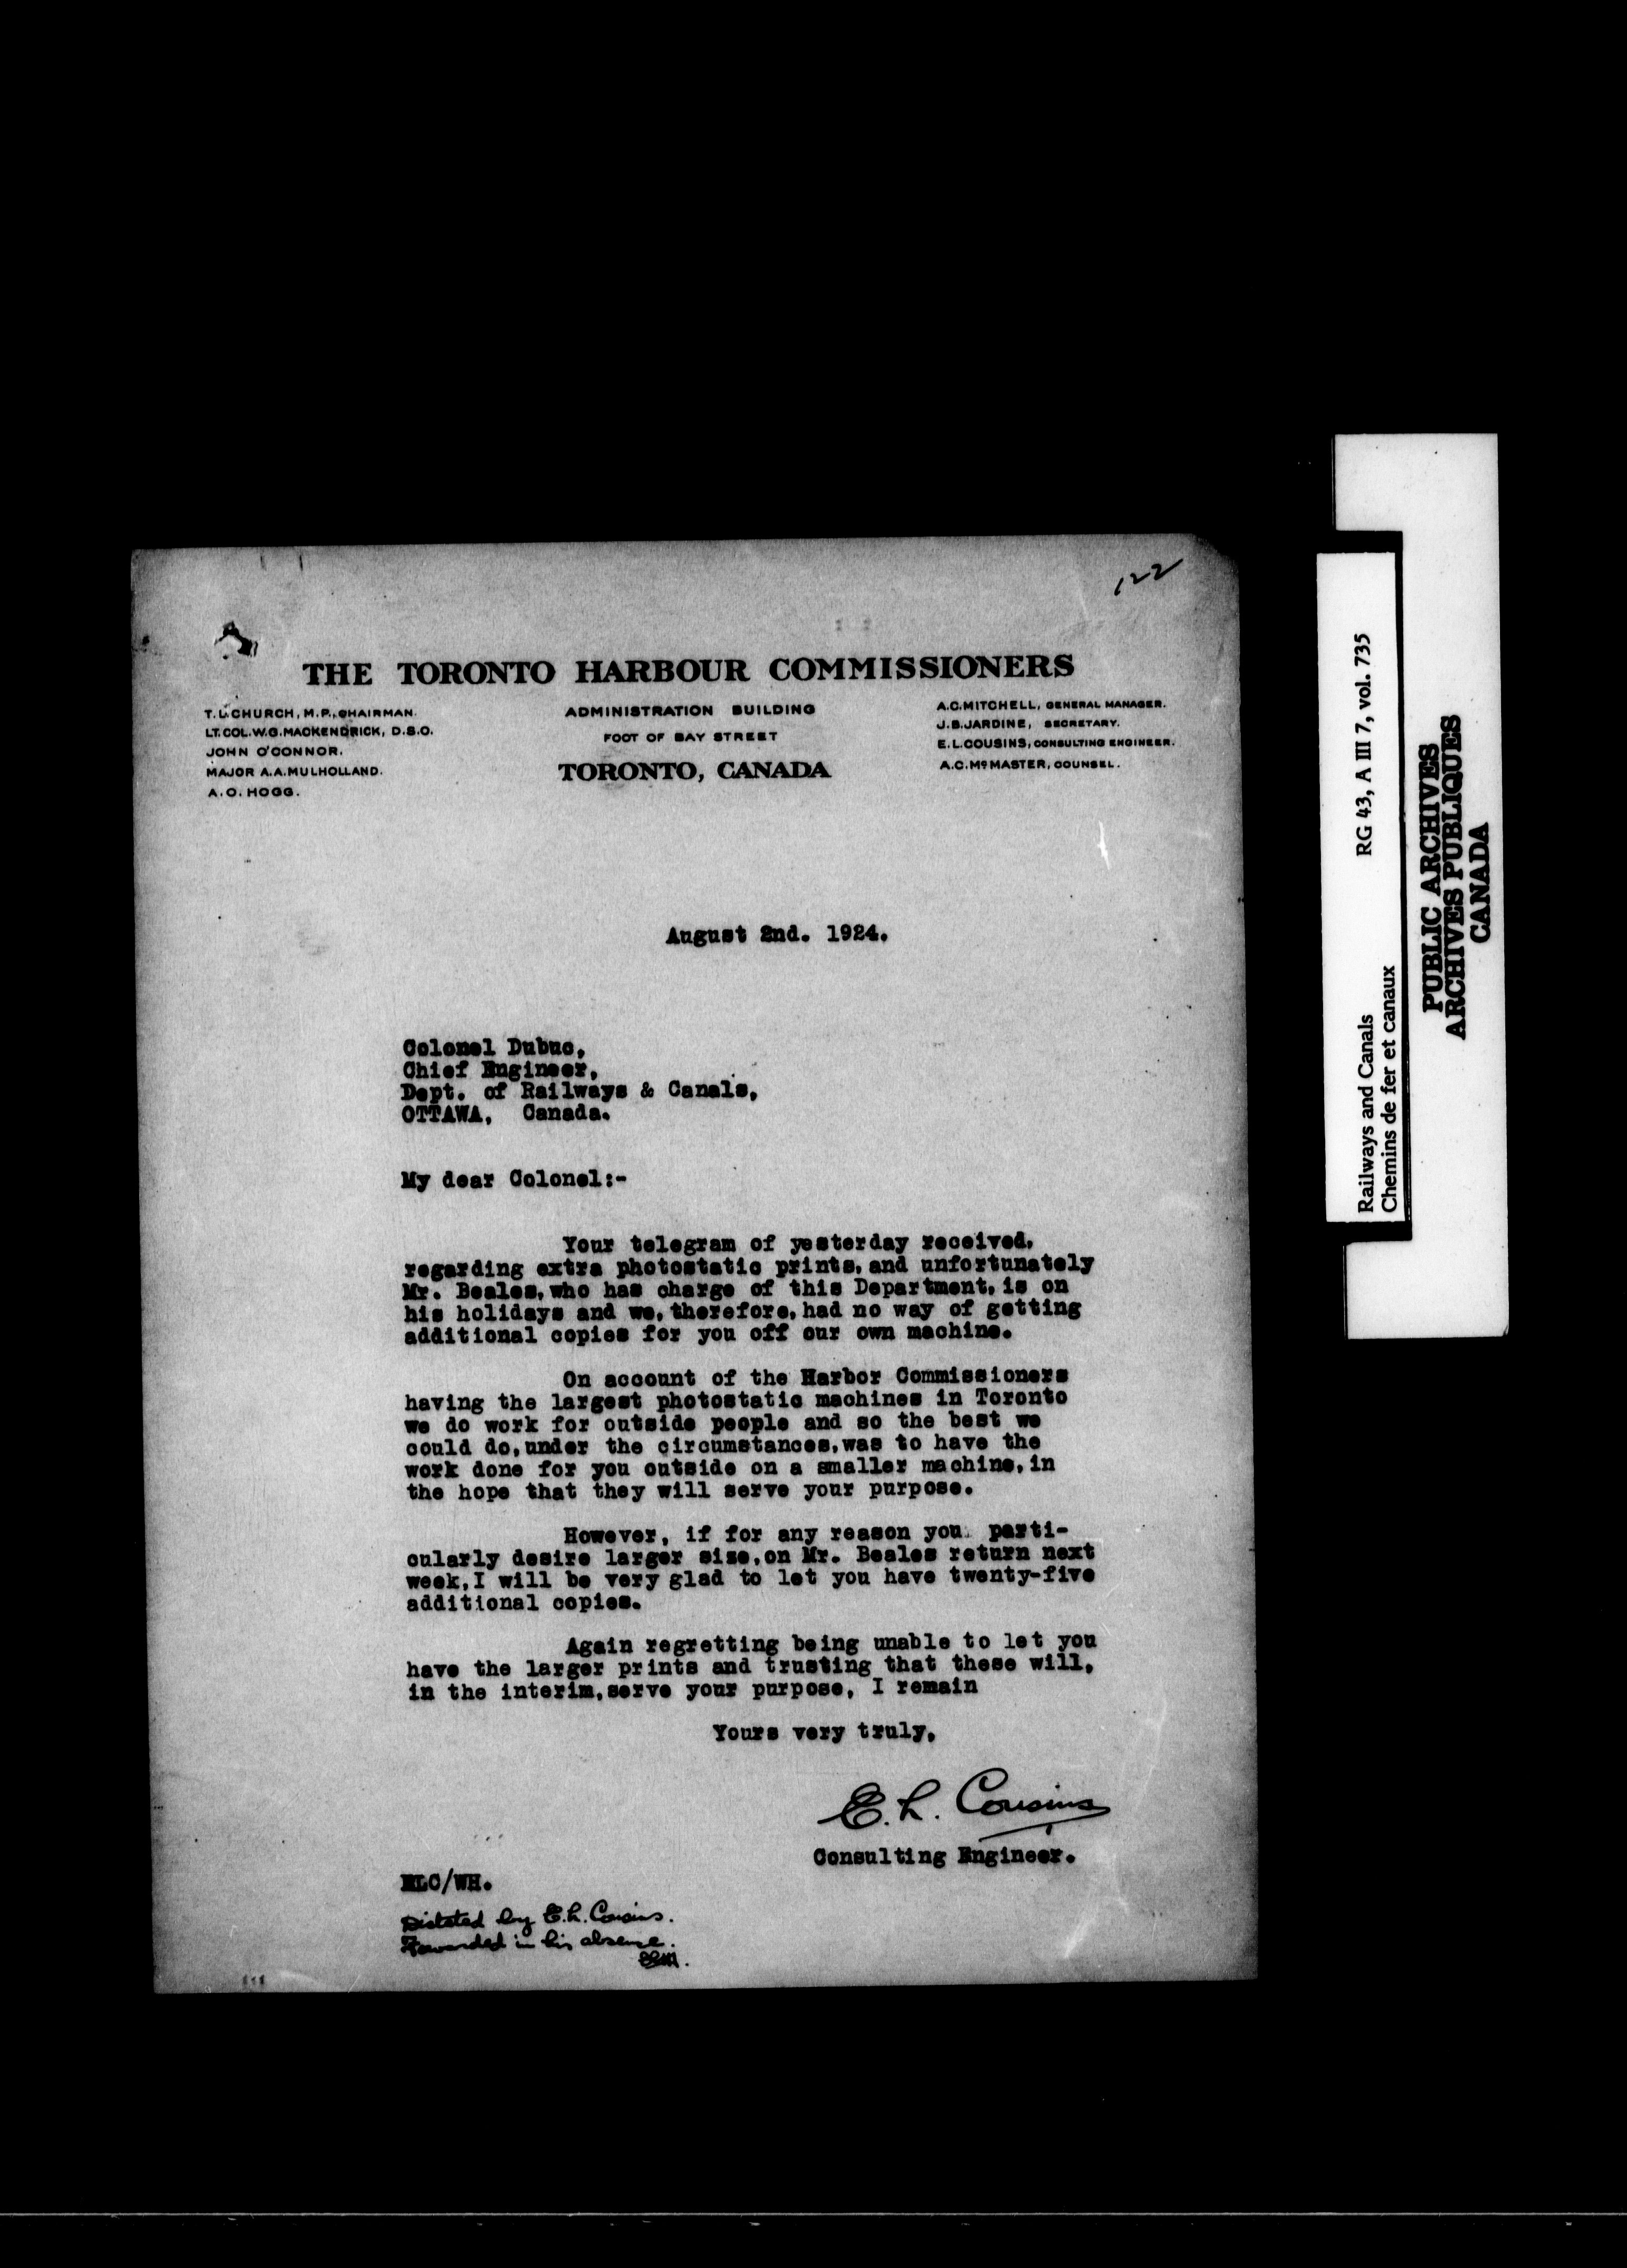 122
THE TORONTO HARBOUR COMMISSIONERS
T.L.CHURCH, M.P., CHAIRMAN.
LT.COL.W.G.MACKENDRICK, D.S.O.
JOHN O'CONNOR.
MAJOR A.A.MULHOLLAND.
A.O.HOGG.
ADMINISTRATION BUILDING
FOOT OF BAY STREET
TORONTO, CANADA
A.C.MITCHELL, GENERAL MANAGER.
J.B.JARDINE, SECRETARY.
E.L.COUSINS, CONSULTING ENGINEER.
A.C.McMASTER, COUNSEL.
August 2nd. 1924.
Colonel Dubuc,
Chief Engineer,
Dept. of Railways & Canals,
OTTAWA, Canada.
My dear Colonel:-
Your telegram of yesterday received,
regarding extra photostatic prints, and unfortunately
Mr. Beales, who has charge of this Department, is on
his holidays and we, therefore, had no way of getting
additional copies for you off our own machine.
On account of the Harbor Commissioners
having the largest photostatic machines in Toronto
we do work for outside people and so the best we
could do, under the circumstances, was to have the
work done for you outside on a smaller machine, in
the hope that they will serve your purpose.
However, if for any reason you parti-
cularly desire larger size, on Mr. Beales return next
week, I will be very glad to let you have twenty-five
additional copies.
Again regretting being unable to let you
have the larger prints and trusting that these will,
in the interim, serve your purpose, I remain
Yours very truly,
E.L. Cousins
Consulting Engineer.
ELC/WH.
Dictated by E.L. Cousins.
Forwarded in his absence.
Railways and Canals RG 43, A III 7, vol. 735
Chemins de fer et canaux
PUBLIC ARCHIVES
ARCHIVES PUBLIQUES
CANADA